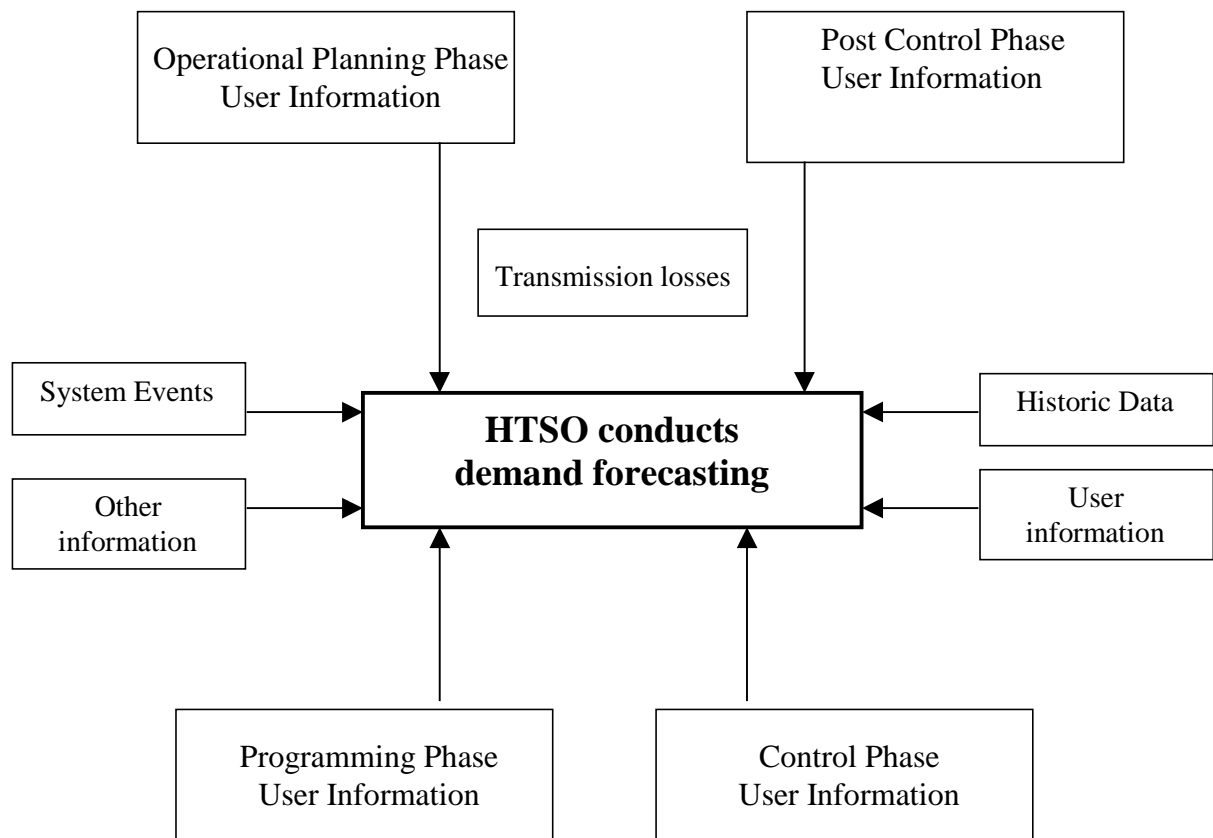 Operational Planning Phase
User Information
Post Control Phase
User Information
Transmission losses
System Events
HTSO conducts
demand forecasting
Historic Data
Other
information
User
information
Programming Phase
User Information
Control Phase
User Information